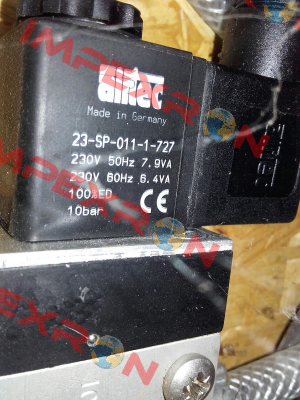 airtec
Made in Germany
23-SP-011-1-727
230V 50Hz 7.9VA
230V 60Hz 6.4VA
100%ED
10bar
CE
IMPEXRON
IMPEXRON